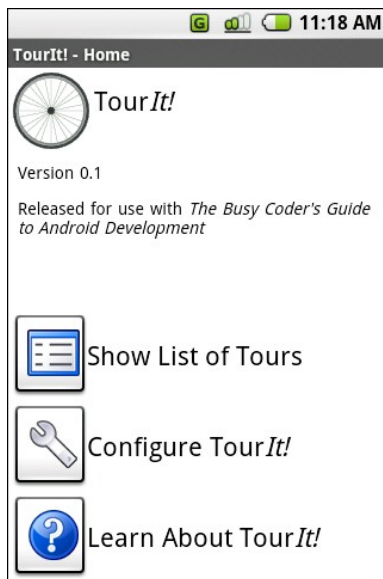 G 11:18 AM
TourIt! - Home
TourIt!
Version 0.1
Released for use with The Busy Coder's Guide
to Android Development
Show List of Tours
Configure TourIt!
? Learn About TourIt!